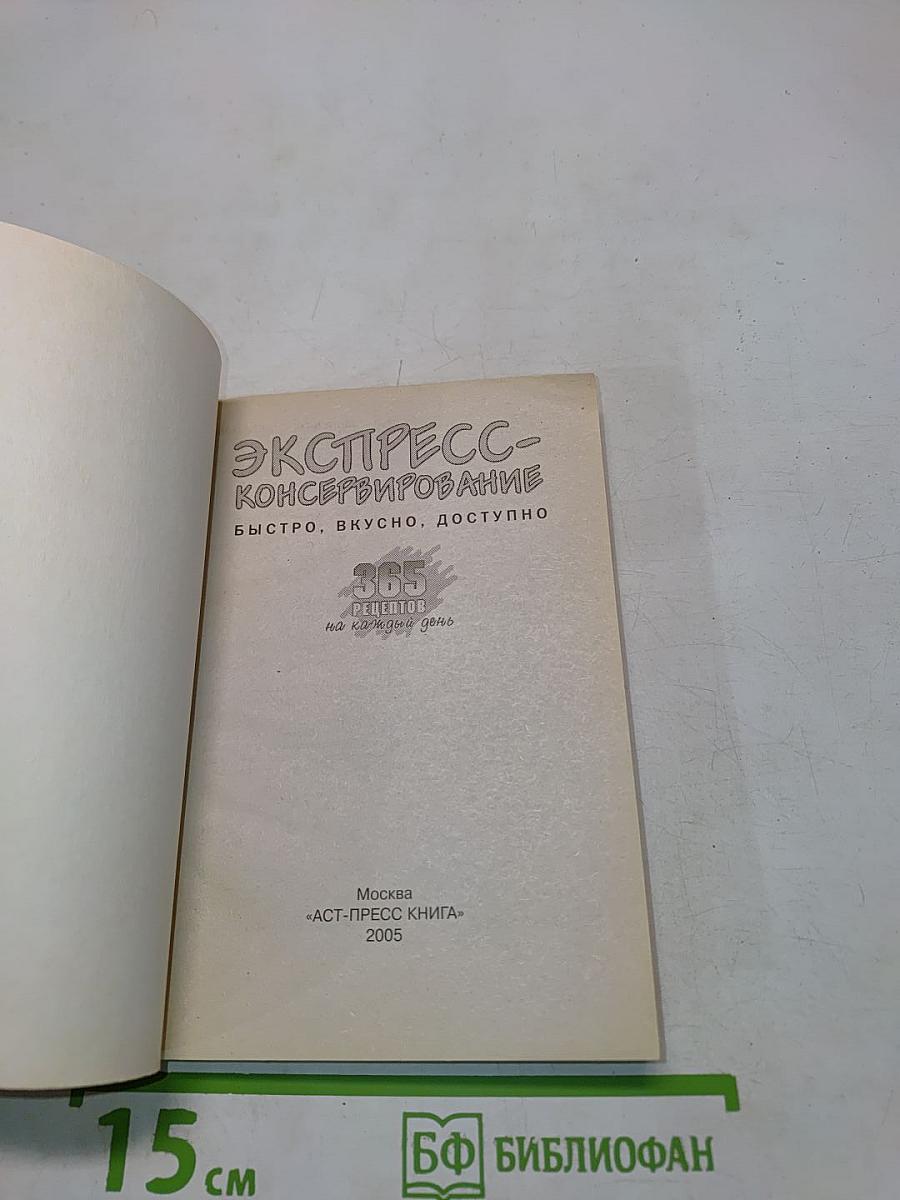 ЭКСПРЕСС-
КОНСЕРВИРОВАНИЕ
БЫСТРО, ВКУСНО, ДОСТУПНО
365
РЕЦЕПТОВ
на каждый день
Москва
«АСТ-ПРЕСС КНИГА»
2005
15 см
БФ БИБЛИОФАН